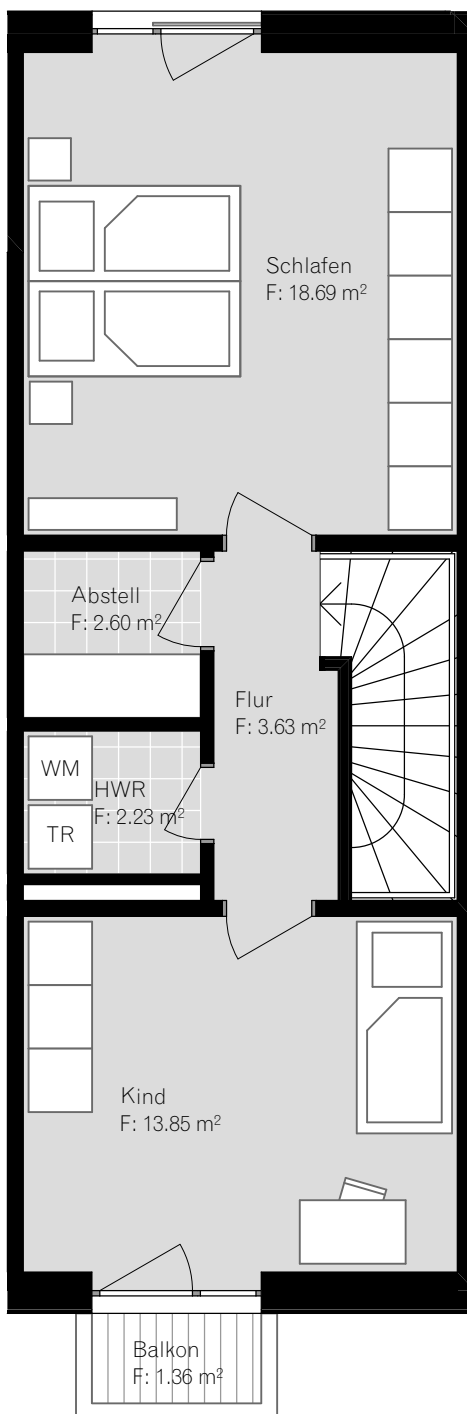 Schlafen
F: 18.69 m²
Abstell
F: 2.60 m²
Flur
F: 3.63 m²
WM
HWR
F: 2.23 m²
TR
Kind
F: 13.85 m²
Balkon
F: 1.36 m²